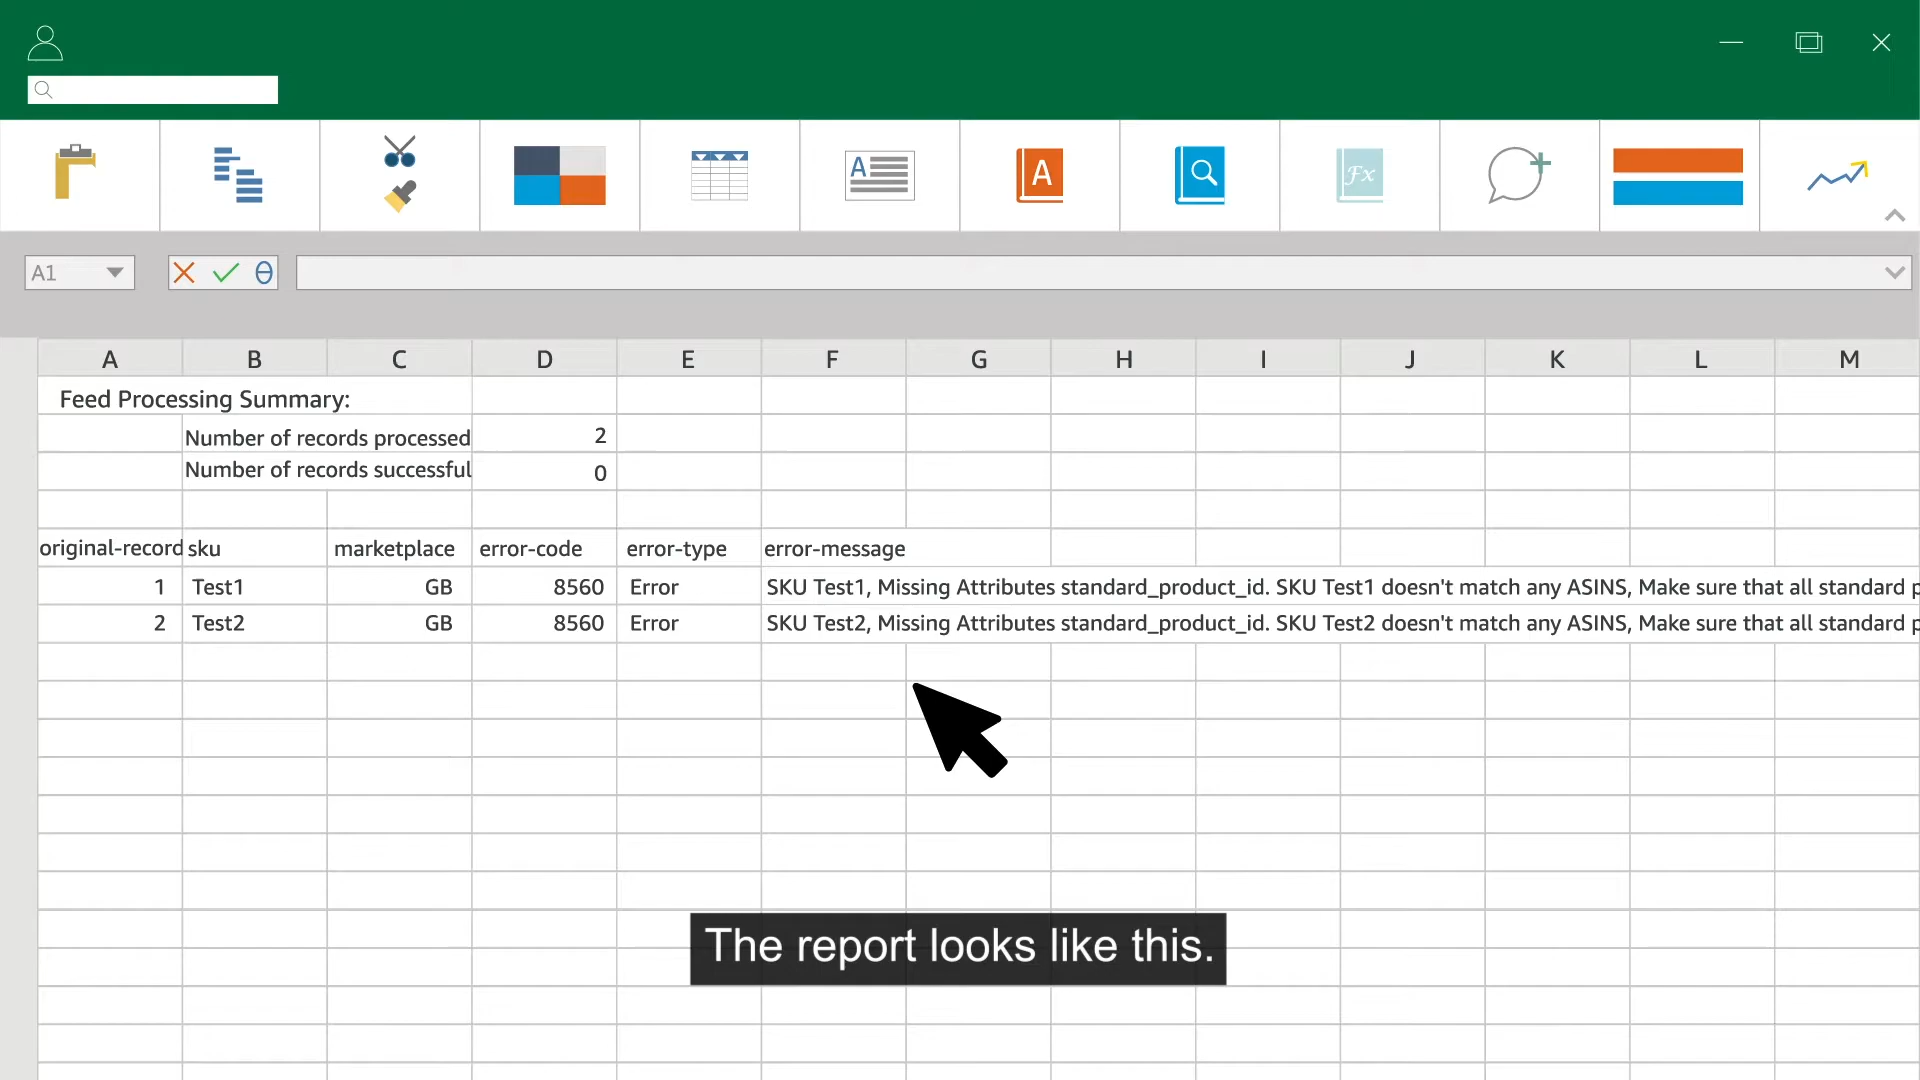 A1
A B C D E F G H I J K L M
Feed Processing Summary:
Number of records processed 2
Number of records successful 0
original-record sku marketplace error-code error-type error-message
1 Test1 GB 8560 Error SKU Test1, Missing Attributes standard_product_id. SKU Test1 doesn't match any ASINS, Make sure that all standard p
2 Test2 GB 8560 Error SKU Test2, Missing Attributes standard_product_id. SKU Test2 doesn't match any ASINS, Make sure that all standard p
The report looks like this.